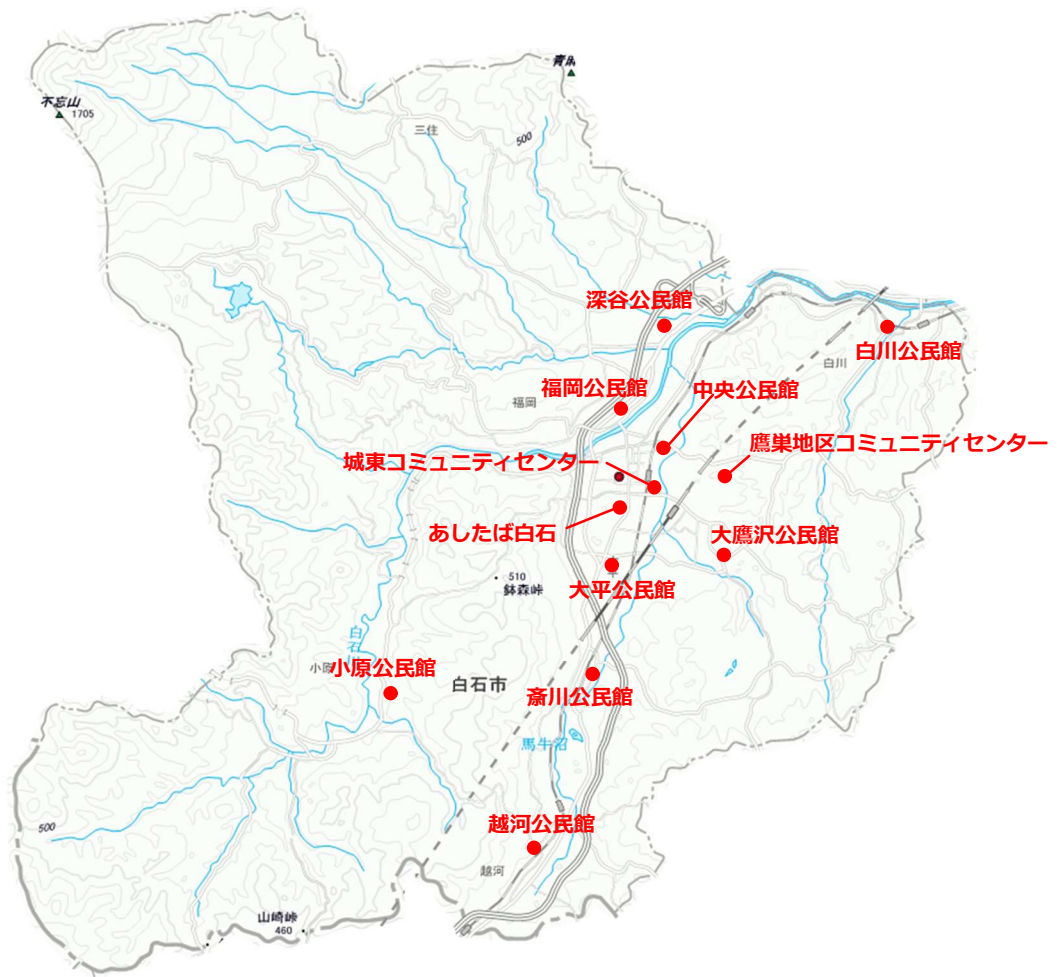 青麻
不忘山
1705
三住
500
深谷公民館
白川公民館
白川
福岡公民館
中央公民館
福岡
鷹巣地区コミュニティセンター
城東コミュニティセンター
あしたば白石
大鷹沢公民館
510
鉢森峠
大平公民館
白石
小原
小原公民館
白石市
斎川公民館
馬牛沼
越河公民館
500
越河
山崎峠
460